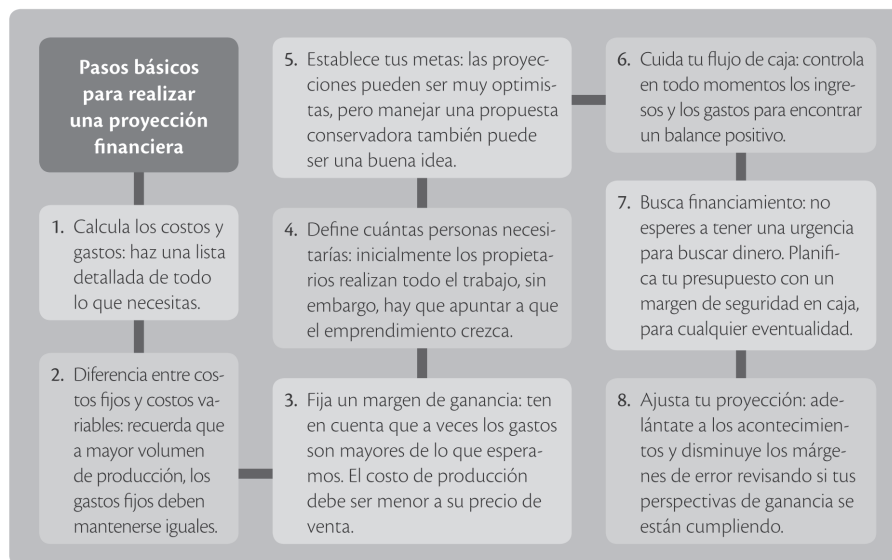 Pasos básicos
para realizar
una proyección
financiera
1. Calcula los costos y
gastos: haz una lista
detallada de todo
lo que necesitas.
2. Diferencia entre cos-
tos fijos y costos va-
riables: recuerda que
a mayor volumen
de producción, los
gastos fijos deben
mantenerse iguales.
3. Fija un margen de ganancia: ten
en cuenta que a veces los gastos
son mayores de lo que espera-
mos. El costo de producción
debe ser menor a su precio de
venta.
4. Define cuántas personas necesi-
tarías: inicialmente los propieta-
rios realizan todo el trabajo, sin
embargo, hay que apuntar a que
el emprendimiento crezca.
5. Establece tus metas: las proyec-
ciones pueden ser muy optimis-
tas, pero manejar una propuesta
conservadora también puede
ser una buena idea.
6. Cuida tu flujo de caja: controla
en todo momentos los ingre-
sos y los gastos para encontrar
un balance positivo.
7. Busca financiamiento: no
esperes a tener una urgencia
para buscar dinero. Planifi-
ca tu presupuesto con un
margen de seguridad en caja,
para cualquier eventualidad.
8. Ajusta tu proyección: ade-
lántate a los acontecimien-
tos y disminuye los márge-
nes de error revisando si tus
perspectivas de ganancia se
están cumpliendo.